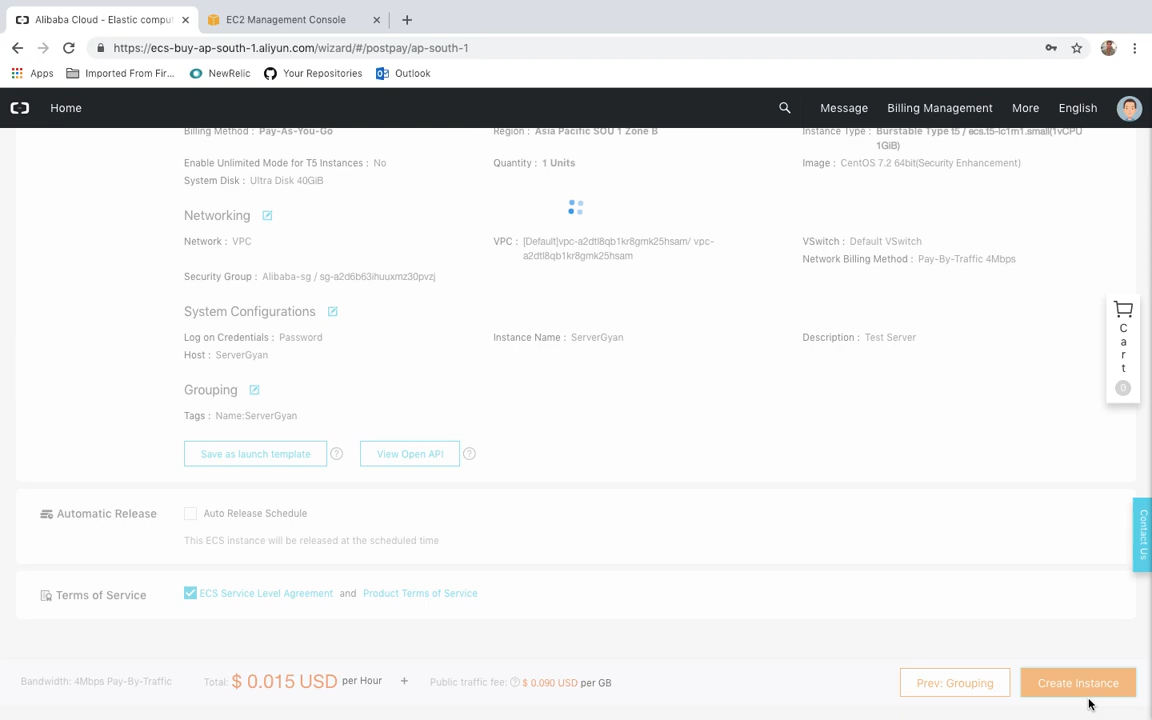 Alibaba Cloud - Elastic comput
EC2 Management Console
https://ecs-buy-ap-south-1.aliyun.com/wizard/#/postpay/ap-south-1
Apps
Imported From Fir...
NewRelic
Your Repositories
Outlook
Home
Message
Billing Management
More
English
Billing Method : Pay-As-You-Go
Region : Asia Pacific SOU 1 Zone B
Instance Type : Burstable Type t5 / ecs.t5-lc1m1.small(1vCPU
1GiB)
Enable Unlimited Mode for T5 Instances : No
Quantity : 1 Units
Image : CentOS 7.2 64bit(Security Enhancement)
System Disk : Ultra Disk 40GiB
Networking
Network : VPC
VPC : [Default]vpc-a2dtl8qb1kr8gmk25hsam/ vpc-
a2dtl8qb1kr8gmk25hsam
VSwitch : Default VSwitch
Network Billing Method : Pay-By-Traffic 4Mbps
Security Group : Alibaba-sg / sg-a2d6b63ihuuxmz30pvzj
System Configurations
Log on Credentials : Password
Instance Name : ServerGyan
Description : Test Server
Host : ServerGyan
Grouping
Tags : Name:ServerGyan
Save as launch template
?
View Open API
?
Cart
0
Automatic Release
Auto Release Schedule
This ECS instance will be released at the scheduled time
Contact Us
Terms of Service
ECS Service Level Agreement and Product Terms of Service
Bandwidth: 4Mbps Pay-By-Traffic
Total: $ 0.015 USD per Hour +
Public traffic fee: ? $ 0.090 USD per GB
Prev: Grouping
Create Instance